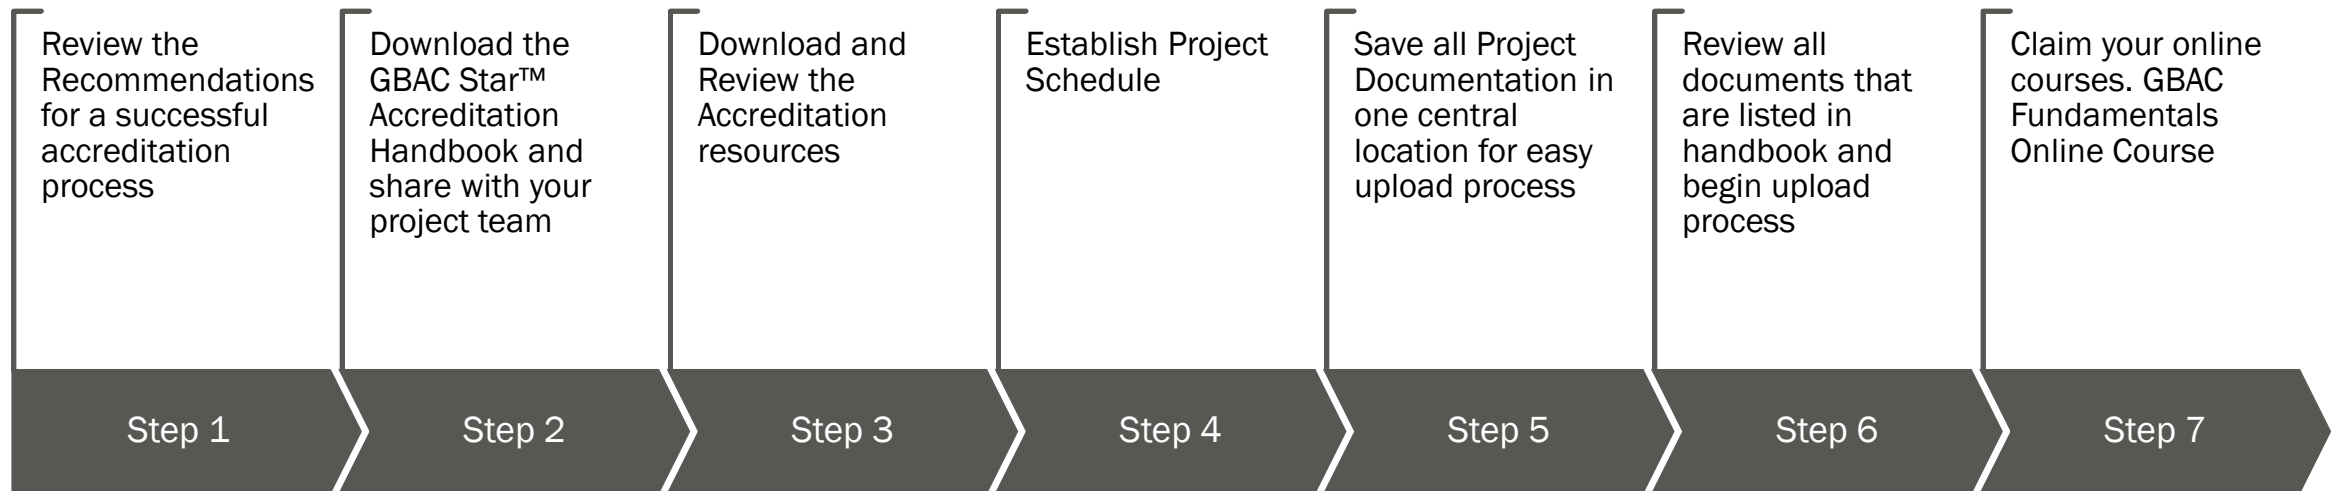 Review the
Recommendations
for a successful
accreditation
process
Download the
GBAC Star™
Accreditation
Handbook and
share with your
project team
Download and
Review the
Accreditation
resources
Establish Project
Schedule
Save all Project
Documentation in
one central
location for easy
upload process
Review all
documents that
are listed in
handbook and
begin upload
process
Claim your online
courses. GBAC
Fundamentals
Online Course
Step 1
Step 2
Step 3
Step 4
Step 5
Step 6
Step 7